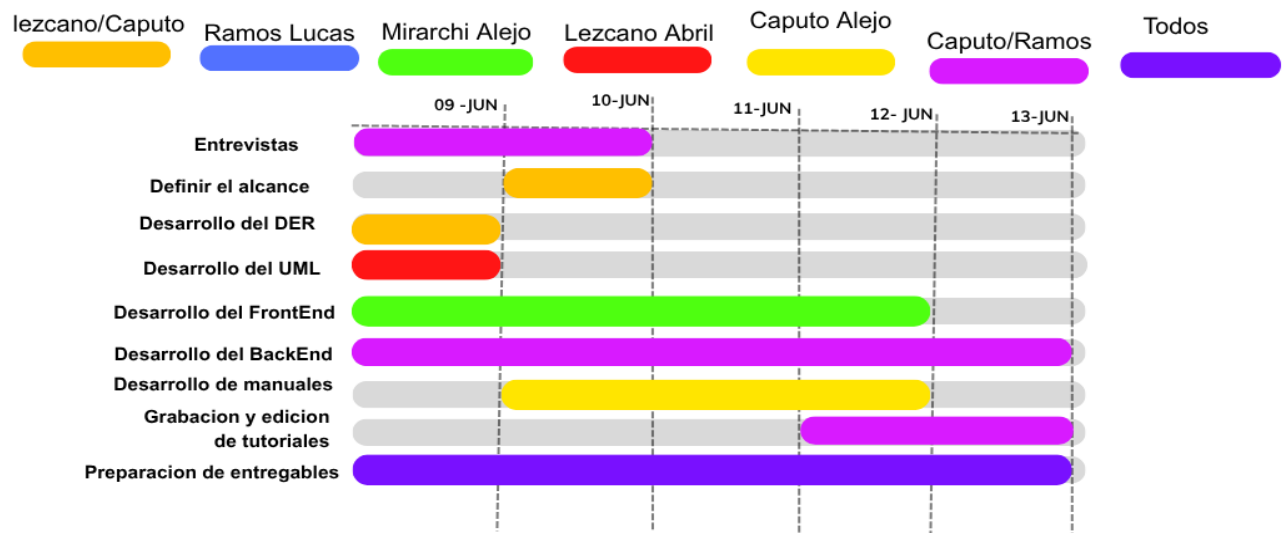 lezcano/Caputo
Ramos Lucas
Mirarchi Alejo
Lezcano Abril
Caputo Alejo
Caputo/Ramos
Todos
09 -JUN
10-JUN
11-JUN
12- JUN
13-JUN
Entrevistas
Definir el alcance
Desarrollo del DER
Desarrollo del UML
Desarrollo del FrontEnd
Desarrollo del BackEnd
Desarrollo de manuales
Grabacion y edicion
de tutoriales
Preparacion de entregables